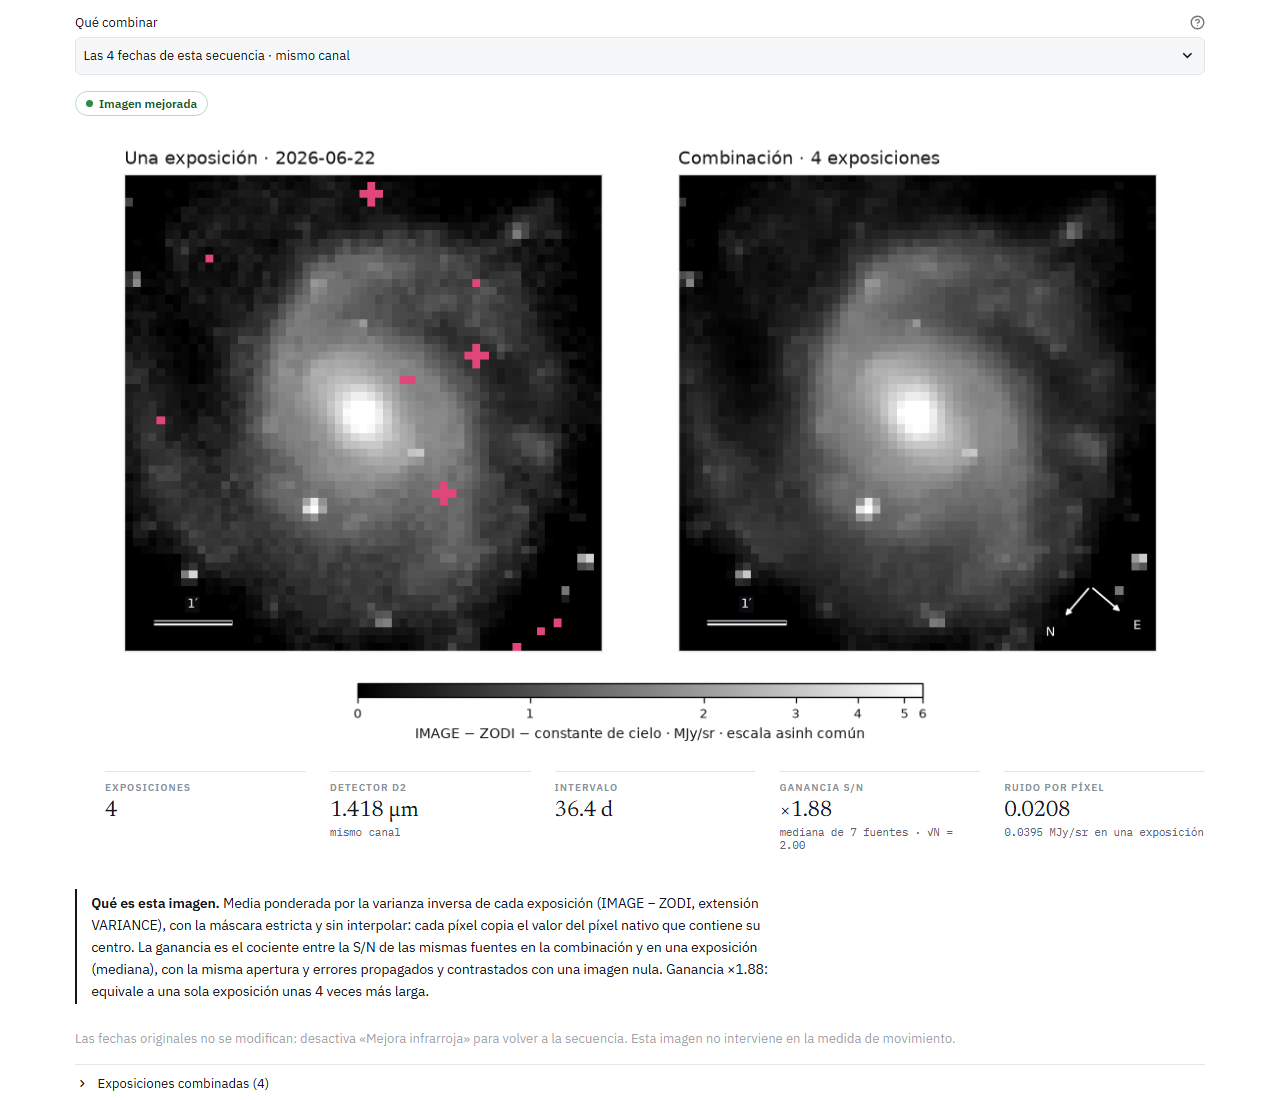 Qué combinar
Las 4 fechas de esta secuencia · mismo canal
Imagen mejorada
Una exposición · 2026-06-22
Combinación · 4 exposiciones
1′
1′
N
E
0 1 2 3 4 5 6
IMAGE − ZODI − constante de cielo · MJy/sr · escala asinh común
EXPOSICIONES
4
DETECTOR D2
1.418 µm
mismo canal
INTERVALO
36.4 d
GANANCIA S/N
×1.88
mediana de 7 fuentes · √N =
2.00
RUIDO POR PÍXEL
0.0208
0.0395 MJy/sr en una exposición
Qué es esta imagen. Media ponderada por la varianza inversa de cada exposición (IMAGE − ZODI, extensión
VARIANCE), con la máscara estricta y sin interpolar: cada píxel copia el valor del píxel nativo que contiene su
centro. La ganancia es el cociente entre la S/N de las mismas fuentes en la combinación y en una exposición
(mediana), con la misma apertura y errores propagados y contrastados con una imagen nula. Ganancia ×1.88:
equivale a una sola exposición unas 4 veces más larga.
Las fechas originales no se modifican: desactiva «Mejora infrarroja» para volver a la secuencia. Esta imagen no interviene en la medida de movimiento.
Exposiciones combinadas (4)